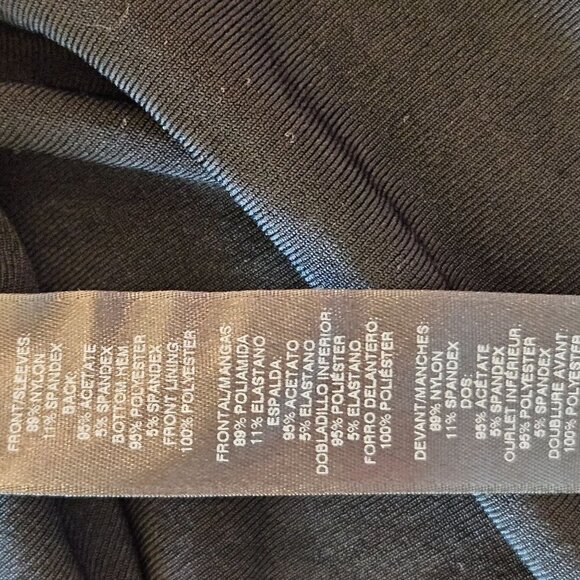 FRONT/SLEEVES:
89% NYLON
11% SPANDEX
BACK:
95% ACETATE
5% SPANDEX
BOTTOM HEM
95% POLYESTER
5% SPANDEX
FRONT LINING
100% POLYESTER
FRONTAL/MANGAS:
89% POLIAMIDA
11% ELASTANO
ESPALDA:
95% ACETATO
5% ELASTANO
DOBLADILLO INFERIOR:
95% POLIÉSTER
5% ELASTANO
FORRO DELANTERO:
100% POLIÉSTER
DEVANT/MANCHES:
89% NYLON
11% SPANDEX
DOS:
95% ACÉTATE
5% SPANDEX
OURLET INFÉRIEUR:
95% POLYESTER
5% SPANDEX
DOUBLURE AVANT:
100% POLYESTER